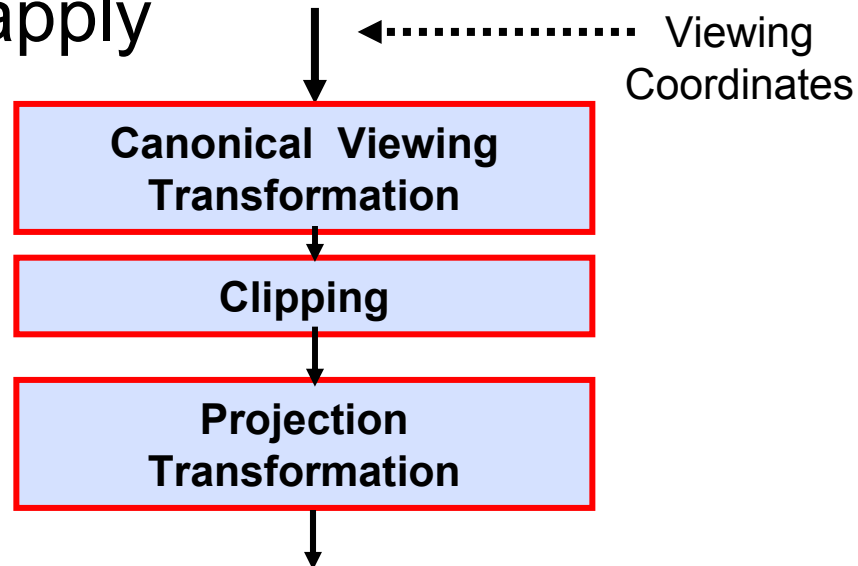 apply
Viewing
Coordinates
Canonical Viewing
Transformation
Clipping
Projection
Transformation